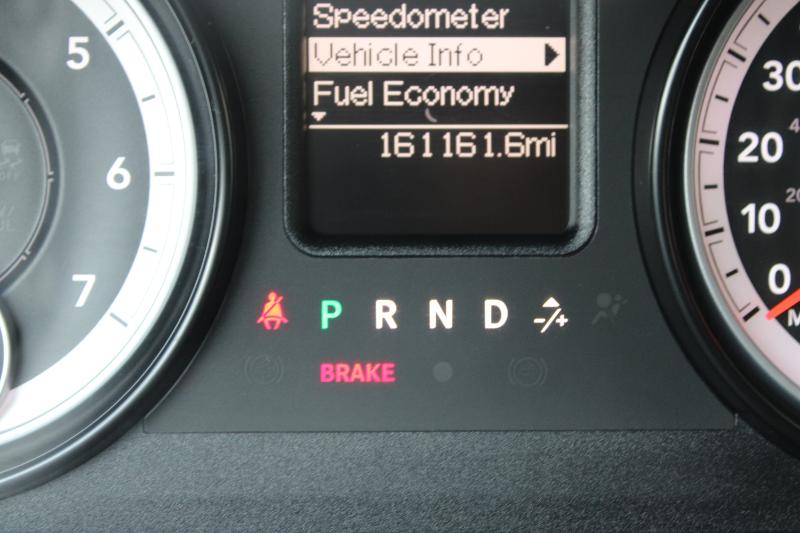 Speedometer
Vehicle Info
Fuel Economy
161161.6mi
5
6
7
30
20
10
0
P R N D -/+
BRAKE